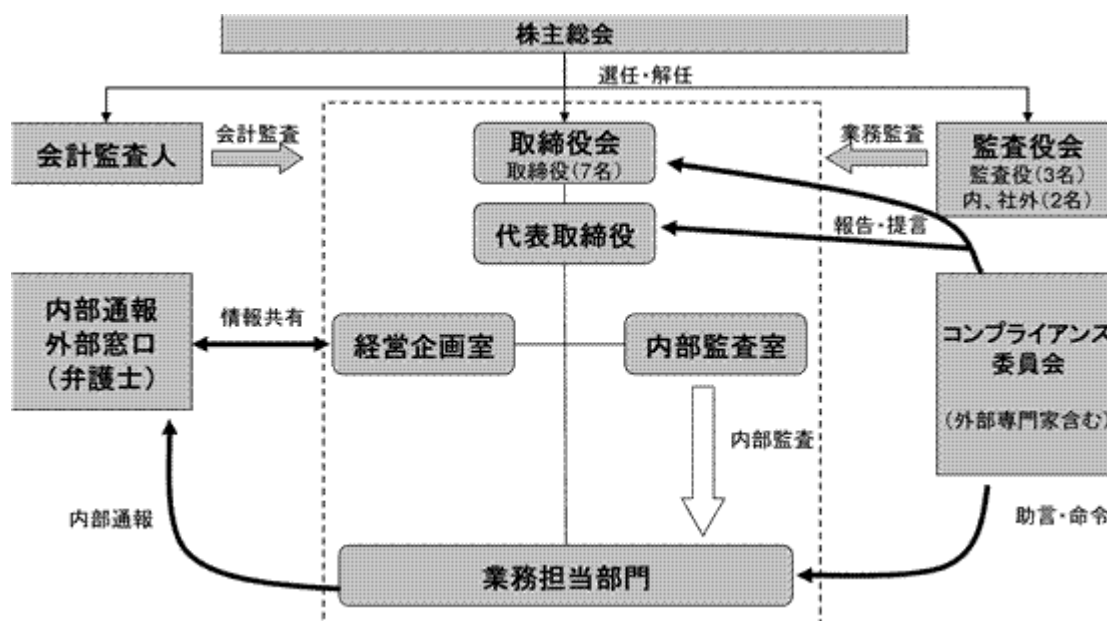 株主総会
選任・解任
会計監査人
会計監査
取締役会
取締役(7名)
業務監査
監査役会
監査役(3名)
内、社外(2名)
代表取締役
報告・提言
内部通報
外部窓口
(弁護士)
情報共有
経営企画室
内部監査室
コンプライアンス
委員会
(外部専門家含む)
内部監査
内部通報
助言・命令
業務担当部門